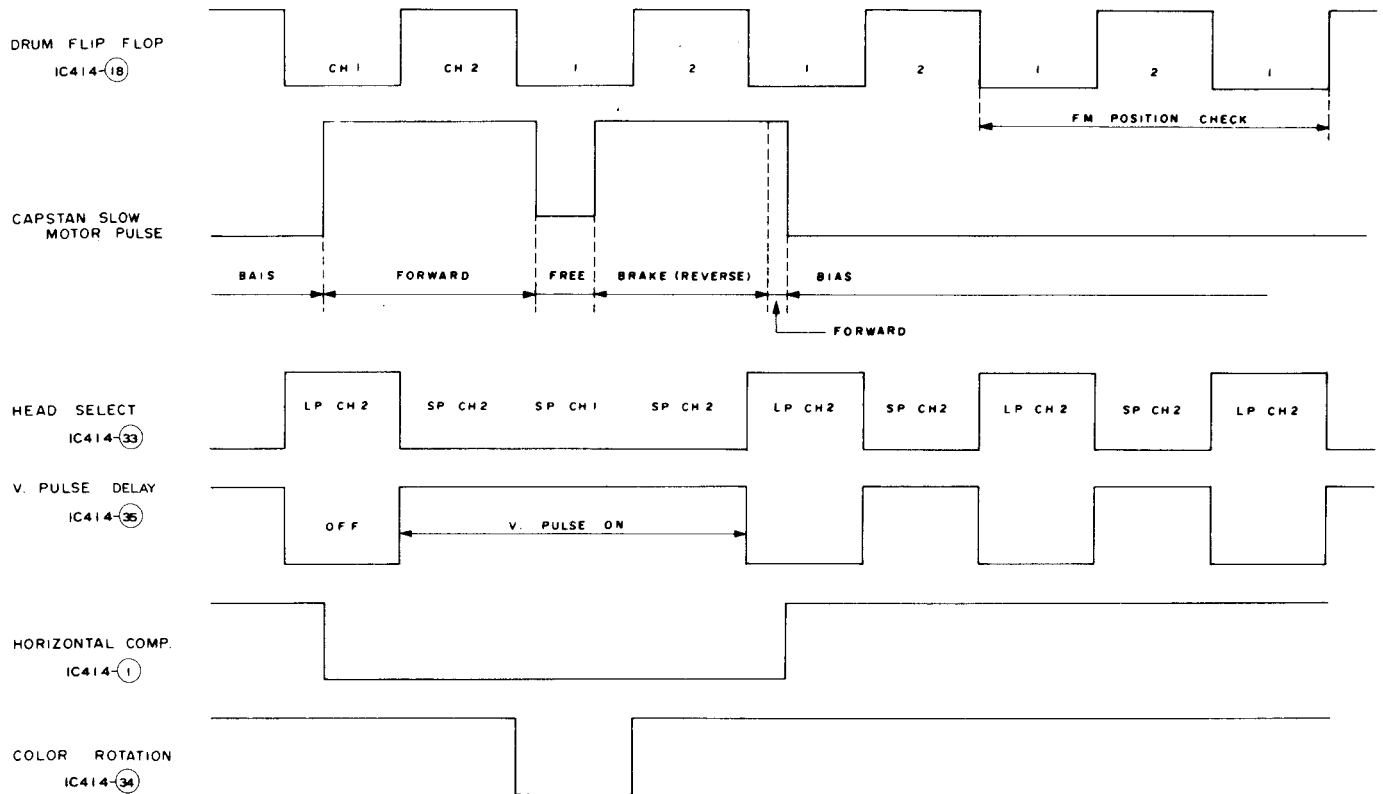 DRUM FLIP FLOP
IC414-18
CH 1 CH 2 1 2 1 2 1 2 1
FM POSITION CHECK
CAPSTAN SLOW
MOTOR PULSE
BAIS FORWARD FREE BRAKE (REVERSE) BIAS
FORWARD
HEAD SELECT
IC414-33
LP CH2 SP CH2 SP CH1 SP CH2 LP CH2 SP CH2 LP CH2 SP CH2 LP CH2
V. PULSE DELAY
IC414-35
OFF V. PULSE ON
HORIZONTAL COMP.
IC414-1
COLOR ROTATION
IC414-34